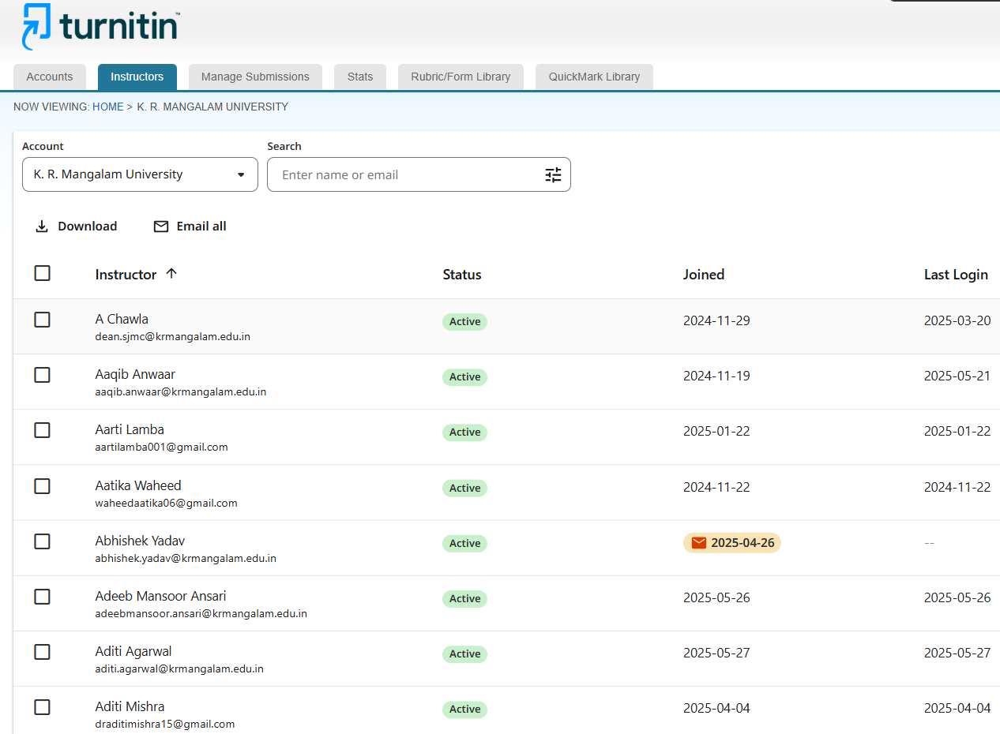 turnitin™
Accounts Instructors Manage Submissions Stats Rubric/Form Library QuickMark Library
NOW VIEWING: HOME > K. R. MANGALAM UNIVERSITY
Account Search
K. R. Mangalam University Enter name or email
Download Email all
Instructor Status Joined Last Login
A Chawla Active 2024-11-29 2025-03-20
dean.sjmc@krmangalam.edu.in
Aaqib Anwaar Active 2024-11-19 2025-05-21
aaqib.anwaar@krmangalam.edu.in
Aarti Lamba Active 2025-01-22 2025-01-22
aartilamba001@gmail.com
Aatika Waheed Active 2024-11-22 2024-11-22
waheedaatika06@gmail.com
Abhishek Yadav Active 2025-04-26 --
abhishek.yadav@krmangalam.edu.in
Adeeb Mansoor Ansari Active 2025-05-26 2025-05-26
adeebmansoor.ansari@krmangalam.edu.in
Aditi Agarwal Active 2025-05-27 2025-05-27
aditi.agarwal@krmangalam.edu.in
Aditi Mishra Active 2025-04-04 2025-04-04
draditimishra15@gmail.com